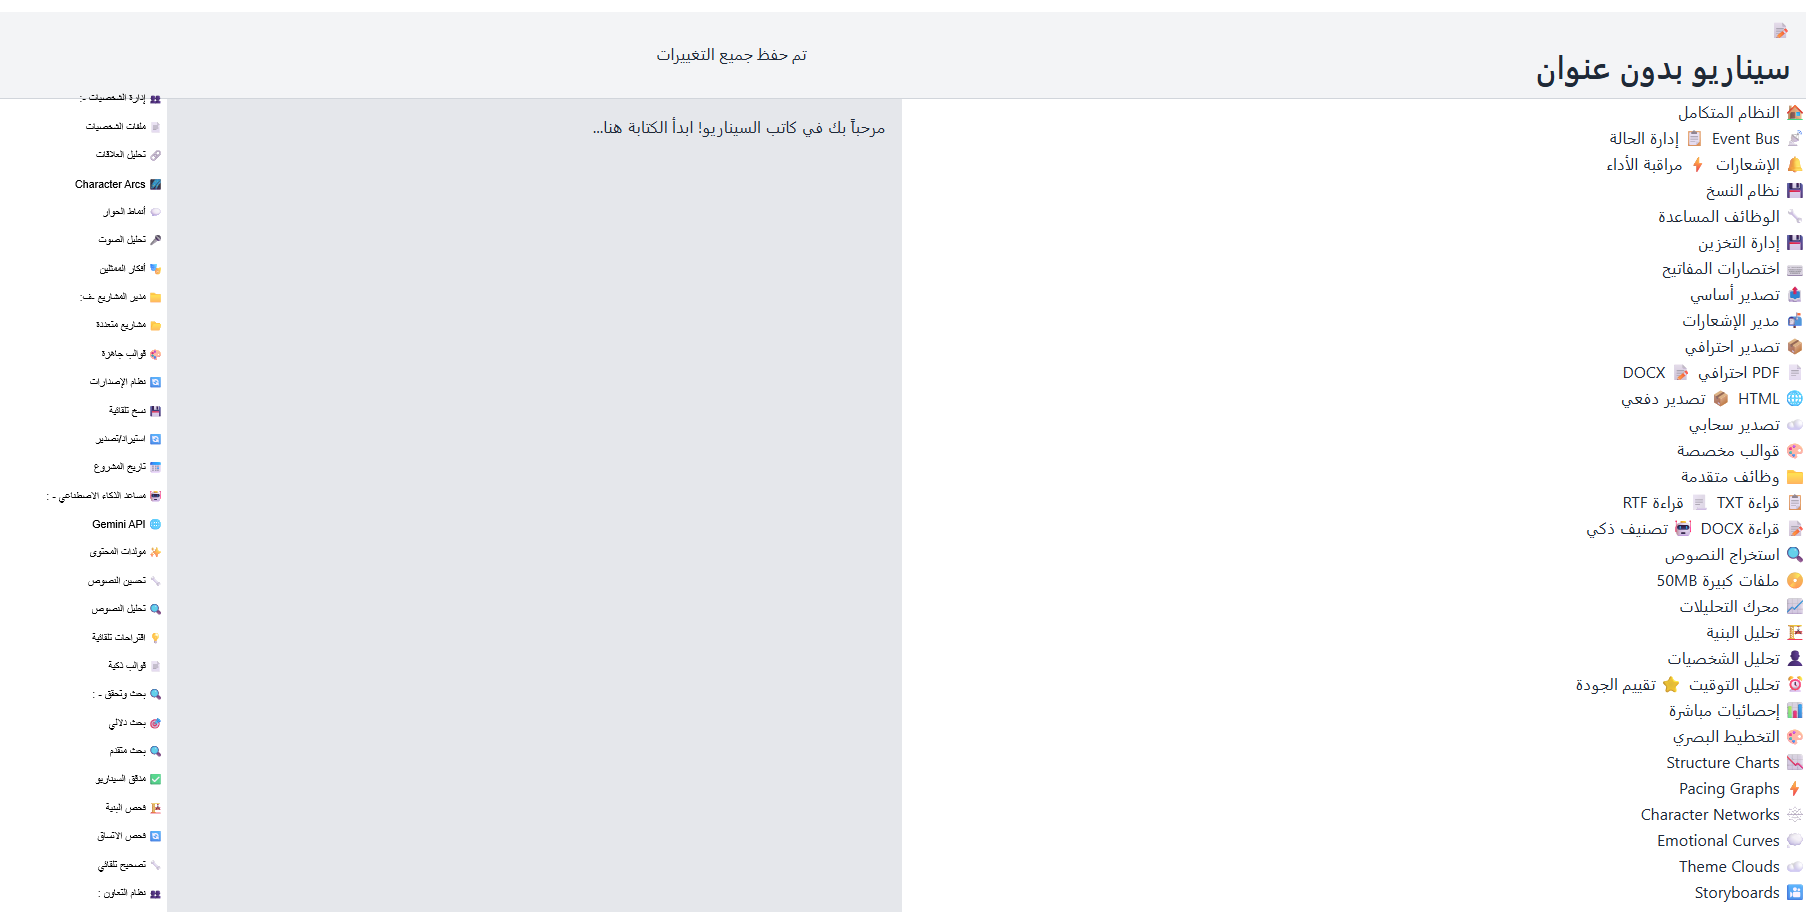 سيناريو بدون عنوان
تم حفظ جميع التغييرات
النظام المتكامل
Event Bus إدارة الحالة
الإشعارات مراقبة الأداء
نظام النسخ
الوظائف المساعدة
إدارة التخزين
اختصارات المفاتيح
تصدير أساسي
مدير الإشعارات
تصدير احترافي
PDF احترافي DOCX
HTML تصدير دفعي
تصدير سحابي
قوالب مخصصة
وظائف متقدمة
قراءة TXT قراءة RTF
قراءة DOCX تصنيف ذكي
استخراج النصوص
ملفات كبيرة 50MB
محرك التحليلات
تحليل البنية
تحليل الشخصيات
تحليل التوقيت تقييم الجودة
إحصائيات مباشرة
التخطيط البصري
Structure Charts
Pacing Graphs
Character Networks
Emotional Curves
Theme Clouds
Storyboards
مرحباً بك في كاتب السيناريو! ابدأ الكتابة هنا...
إدارة الشخصيات -:
ملفات الشخصيات
تحليل العلاقات
Character Arcs
أنماط الحوار
تحليل الصوت
أفكار الممثلين
مدير المشاريع -ف:
مشاريع متعددة
قوالب جاهزة
نظام الإصدارات
نسخ تلقائية
استيراد/تصدير
تاريخ المشروع
مساعد الذكاء الاصطناعي - :
Gemini API
مولدات المحتوى
تحسين النصوص
تحليل النصوص
اقتراحات تلقائية
قوالب ذكية
بحث وتحقق - :
بحث دلالي
بحث متقدم
مدقق السيناريو
فحص البنية
فحص الاتساق
تصحيح تلقائي
نظام التعاون :